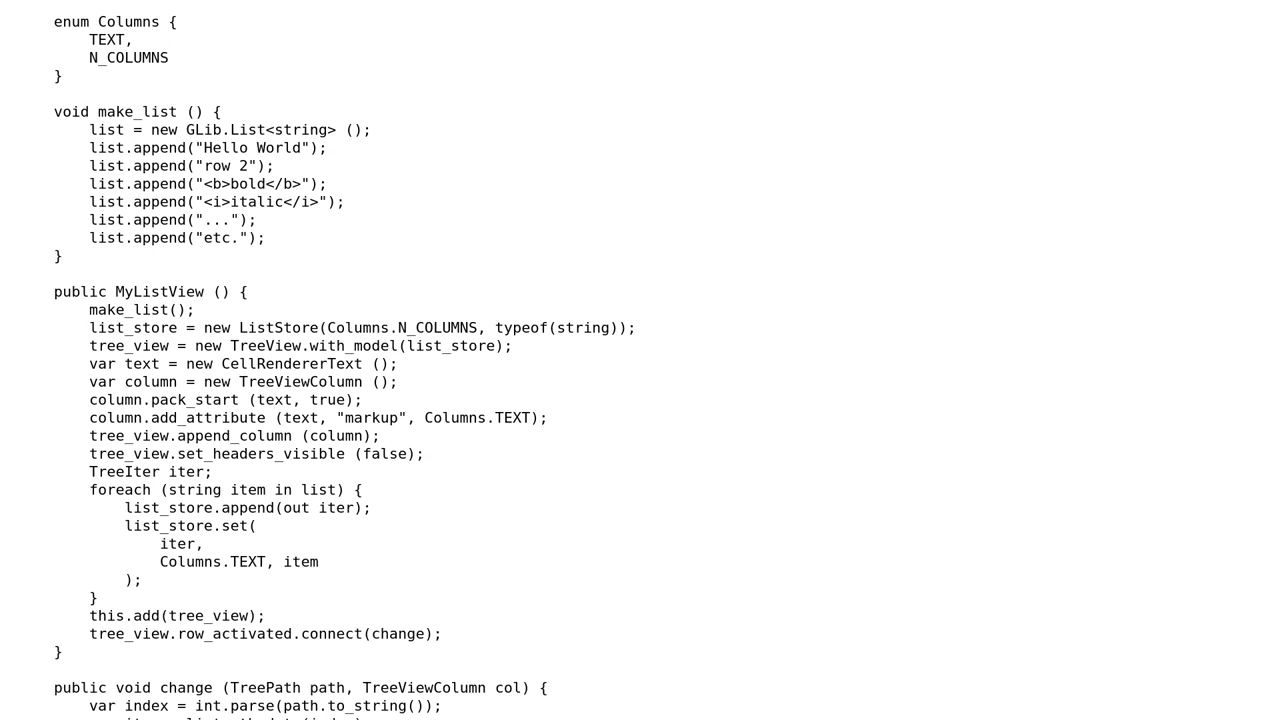 enum Columns {
    TEXT,
    N_COLUMNS
}

void make_list () {
    list = new GLib.List<string> ();
    list.append("Hello World");
    list.append("row 2");
    list.append("<b>bold</b>");
    list.append("<i>italic</i>");
    list.append("...");
    list.append("etc.");
}

public MyListView () {
    make_list();
    list_store = new ListStore(Columns.N_COLUMNS, typeof(string));
    tree_view = new TreeView.with_model(list_store);
    var text = new CellRendererText ();
    var column = new TreeViewColumn ();
    column.pack_start (text, true);
    column.add_attribute (text, "markup", Columns.TEXT);
    tree_view.append_column (column);
    tree_view.set_headers_visible (false);
    TreeIter iter;
    foreach (string item in list) {
        list_store.append(out iter);
        list_store.set(
            iter,
            Columns.TEXT, item
        );
    }
    this.add(tree_view);
    tree_view.row_activated.connect(change);
}

public void change (TreePath path, TreeViewColumn col) {
    var index = int.parse(path.to_string());